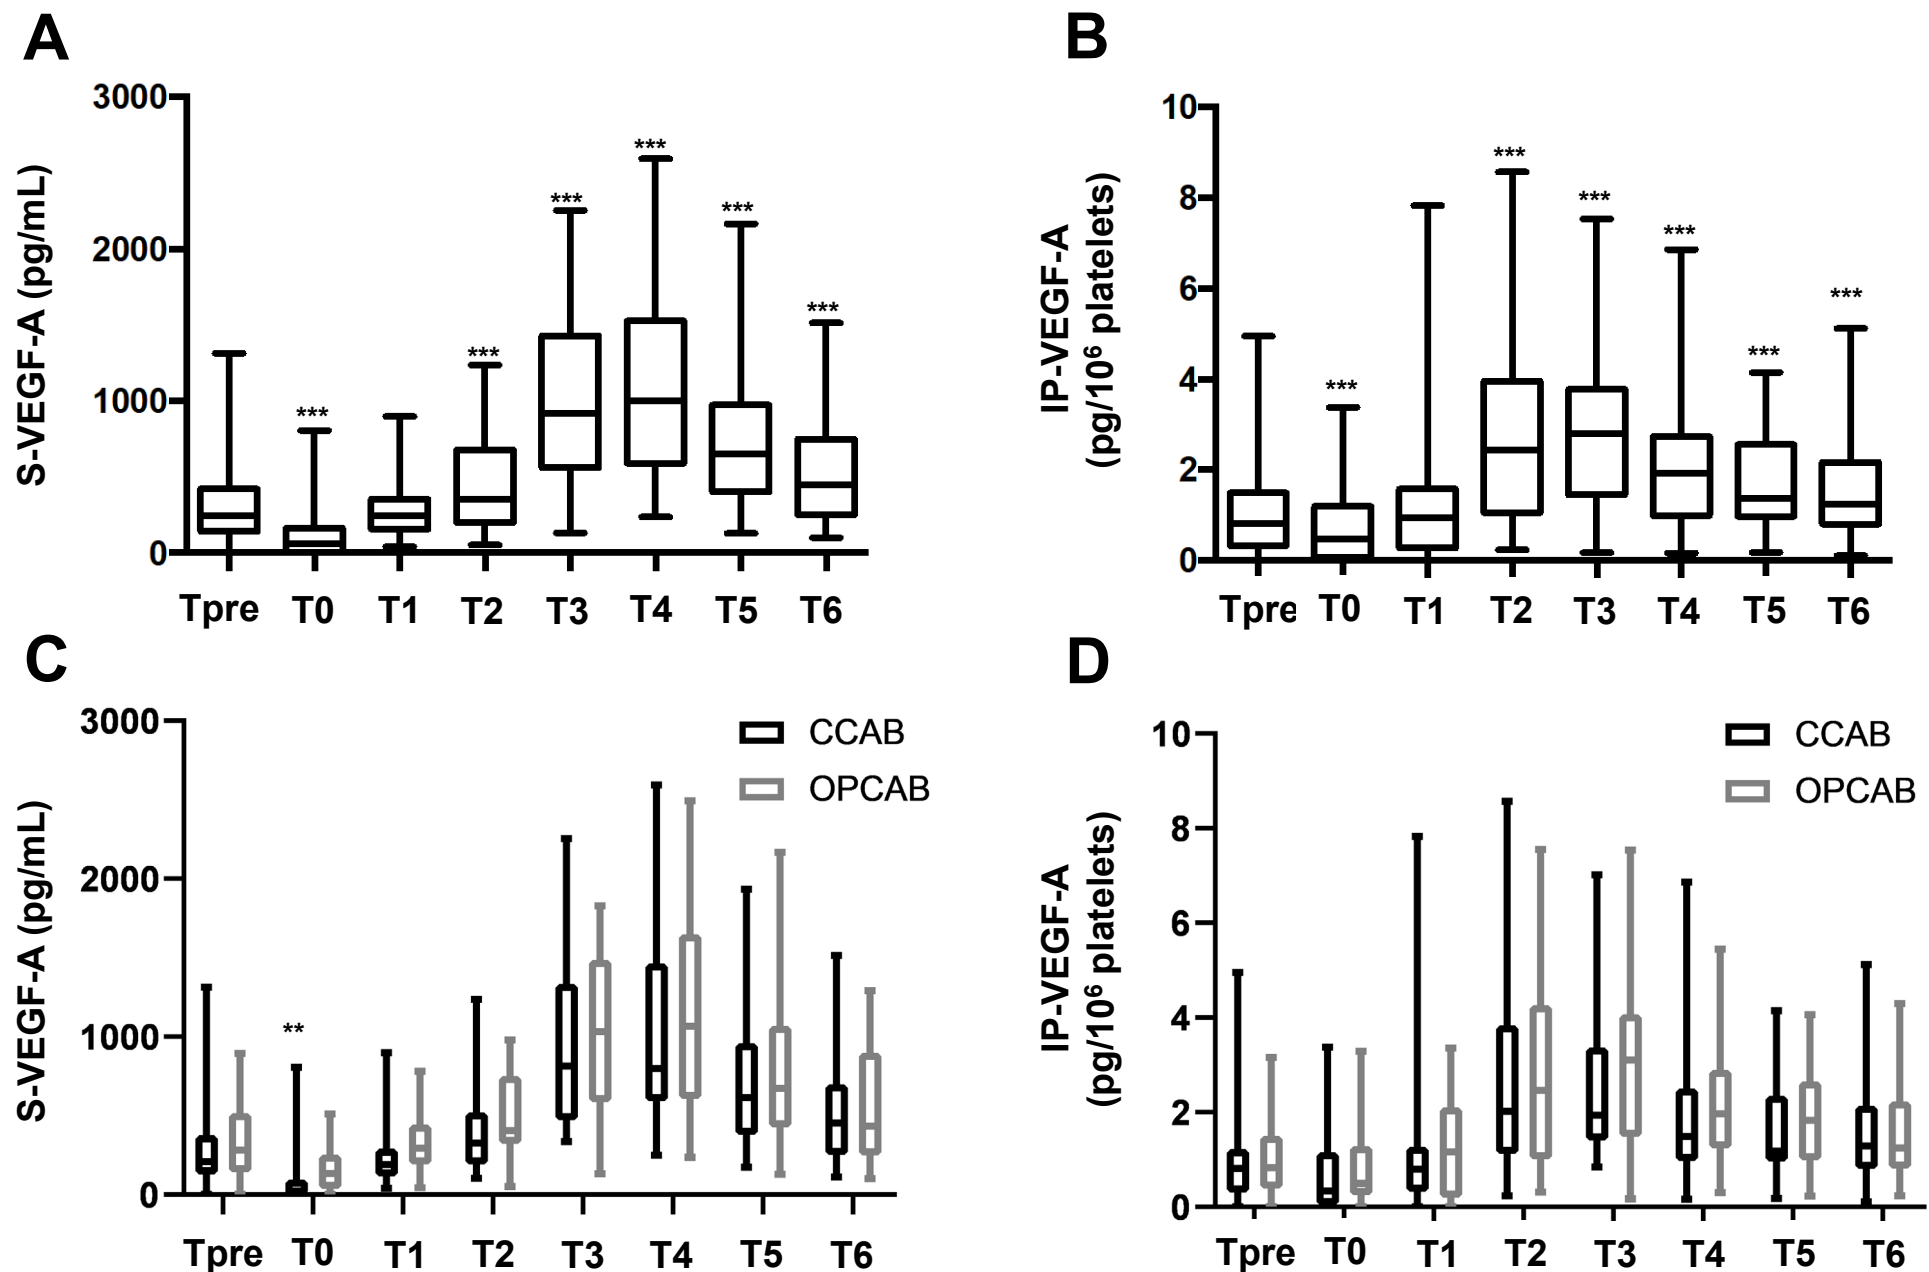 A
3000
2000
1000
0
S-VEGF-A (pg/mL)
***
***
***
***
***
***
Tpre T0 T1 T2 T3 T4 T5 T6
B
10
8
6
4
2
0
IP-VEGF-A
(pg/10⁶ platelets)
***
***
***
***
***
***
Tpre T0 T1 T2 T3 T4 T5 T6
C
3000
2000
1000
0
S-VEGF-A (pg/mL)
CCAB
OPCAB
**
Tpre T0 T1 T2 T3 T4 T5 T6
D
10
8
6
4
2
0
IP-VEGF-A
(pg/10⁶ platelets)
CCAB
OPCAB
Tpre T0 T1 T2 T3 T4 T5 T6